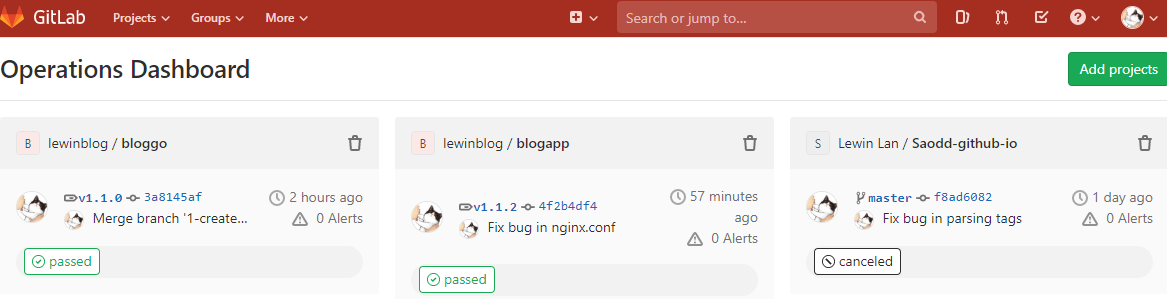 GitLab Projects Groups More Search or jump to...
Operations Dashboard
Add projects
B lewinblog / bloggo
v1.1.0 3a8145af 2 hours ago
Merge branch '1-create... 0 Alerts
passed
B lewinblog / blogapp
v1.1.2 4f2b4df4 57 minutes
ago
Fix bug in nginx.conf 0 Alerts
passed
S Lewin Lan / Saodd-github-io
master f8ad6082 1 day ago
Fix bug in parsing tags 0 Alerts
canceled